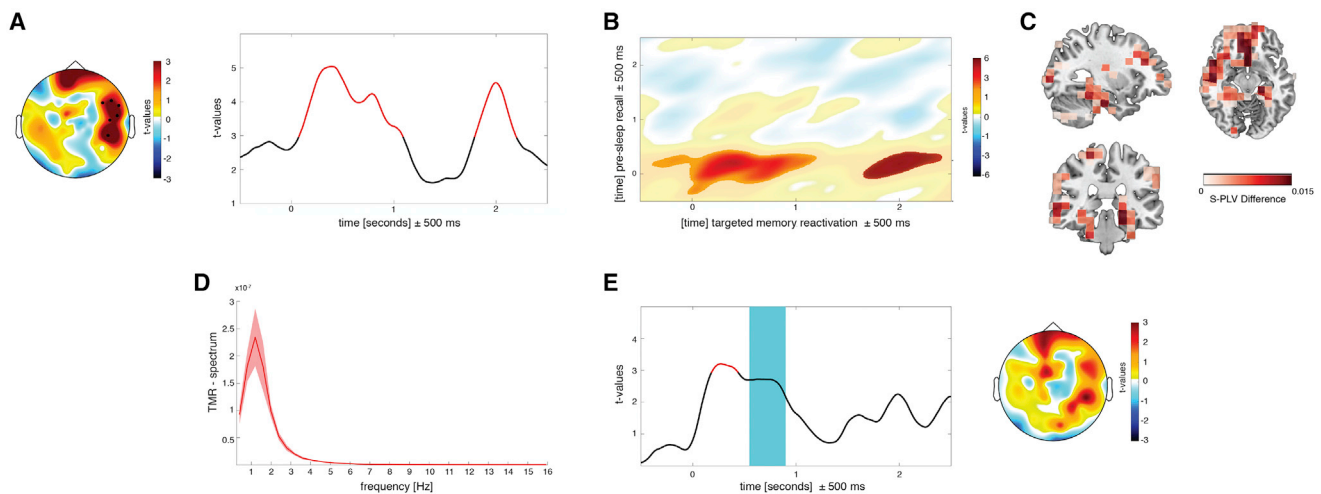 A
3
2
1
0
-1
-2
-3
t-values
5
4
3
2
1
t-values
0
1
2
time [seconds] ± 500 ms
B
2
1
0
[time] pre-sleep recall ± 500 ms
0
1
2
[time] targeted memory reactivation ± 500 ms
6
4
2
0
-2
-4
-6
t-values
C
0
0.015
S-PLV Difference
D
x10⁻⁷
3
2.5
2
1.5
1
0.5
TMR - spectrum
1 2 3 4 5 6 7 8 9 10 11 12 13 14 15 16
frequency [Hz]
E
4
3
2
1
t-values
0
1
2
time [seconds] ± 500 ms
3
2
1
0
-1
-2
-3
t-values